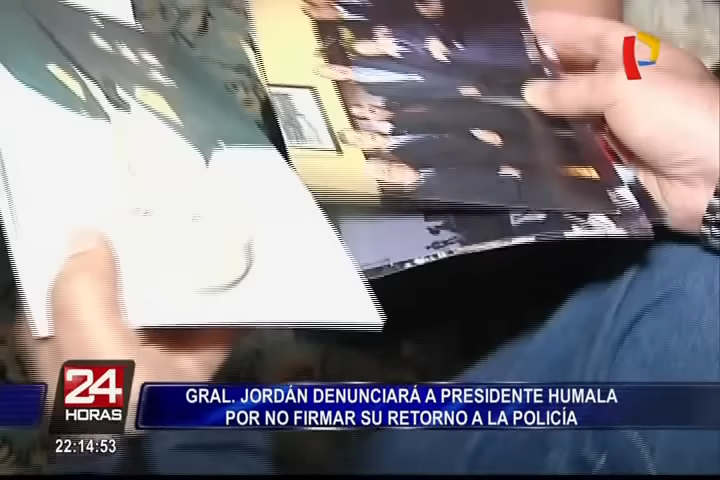 GRAL. JORDÁN DENUNCIARÁ A PRESIDENTE HUMALA
POR NO FIRMAR SU RETORNO A LA POLICÍA
24
HORAS
22:14:53